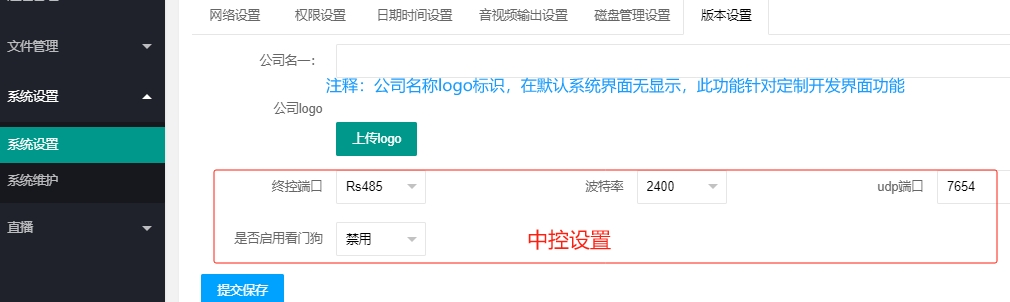 网络设置 权限设置 日期时间设置 音视频输出设置 磁盘管理设置 版本设置
文件管理
系统设置
系统设置
系统维护
直播
公司名一：
注释：公司名称logo标识，在默认系统界面无显示，此功能针对定制开发界面功能
公司logo
上传logo
终控端口 Rs485 波特率 2400 udp端口 7654
是否启用看门狗 禁用
中控设置
提交保存